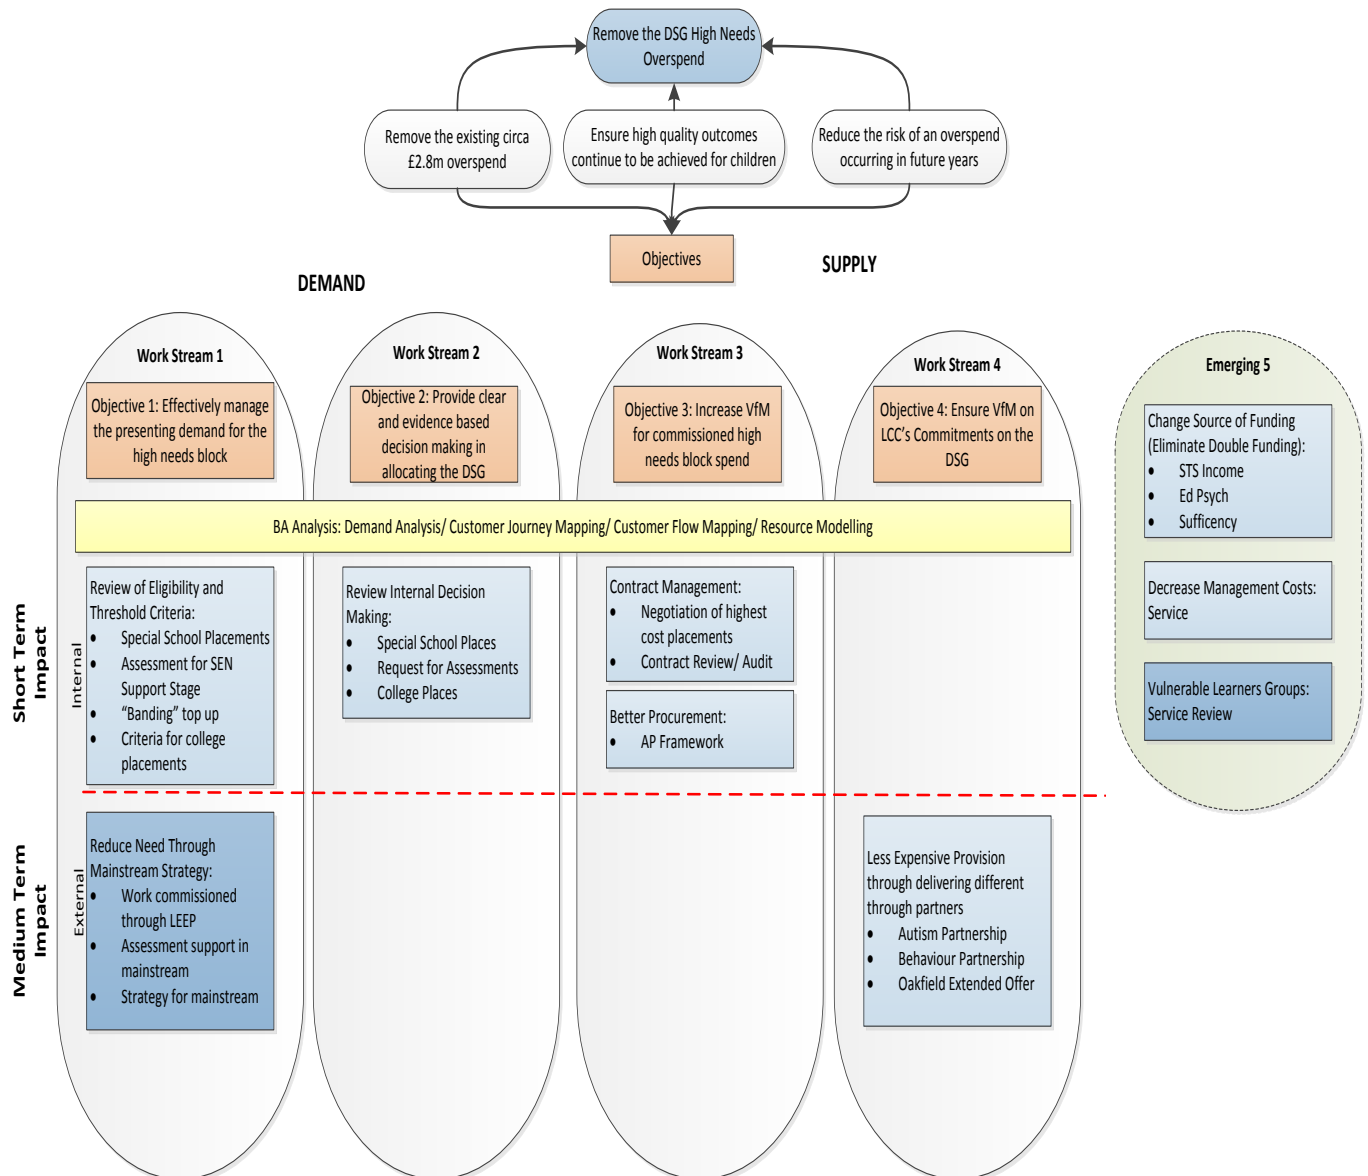 Remove the DSG High Needs
Overspend
Remove the existing circa
£2.8m overspend
Ensure high quality outcomes
continue to be achieved for children
Reduce the risk of an overspend
occurring in future years
Objectives
DEMAND
SUPPLY
Work Stream 1
Objective 1: Effectively manage
the presenting demand for the
high needs block
Work Stream 2
Objective 2: Provide clear
and evidence based
decision making in
allocating the DSG
Work Stream 3
Objective 3: Increase VfM
for commissioned high
needs block spend
Work Stream 4
Objective 4: Ensure VfM on
LCC's Commitments on the
DSG
Emerging 5
Change Source of Funding
(Eliminate Double Funding):
• STS Income
• Ed Psych
• Sufficency
Decrease Management Costs:
Service
Vulnerable Learners Groups:
Service Review
BA Analysis: Demand Analysis/ Customer Journey Mapping/ Customer Flow Mapping/ Resource Modelling
Short Term
Impact
Internal
Review of Eligibility and
Threshold Criteria:
• Special School Placements
• Assessment for SEN
Support Stage
• “Banding” top up
• Criteria for college
placements
Review Internal Decision
Making:
• Special School Places
• Request for Assessments
• College Places
Contract Management:
• Negotiation of highest
cost placements
• Contract Review/ Audit
Better Procurement:
• AP Framework
Medium Term
Impact
External
Reduce Need Through
Mainstream Strategy:
• Work commissioned
through LEEP
• Assessment support in
mainstream
• Strategy for mainstream
Less Expensive Provision
through delivering different
through partners
• Autism Partnership
• Behaviour Partnership
• Oakfield Extended Offer